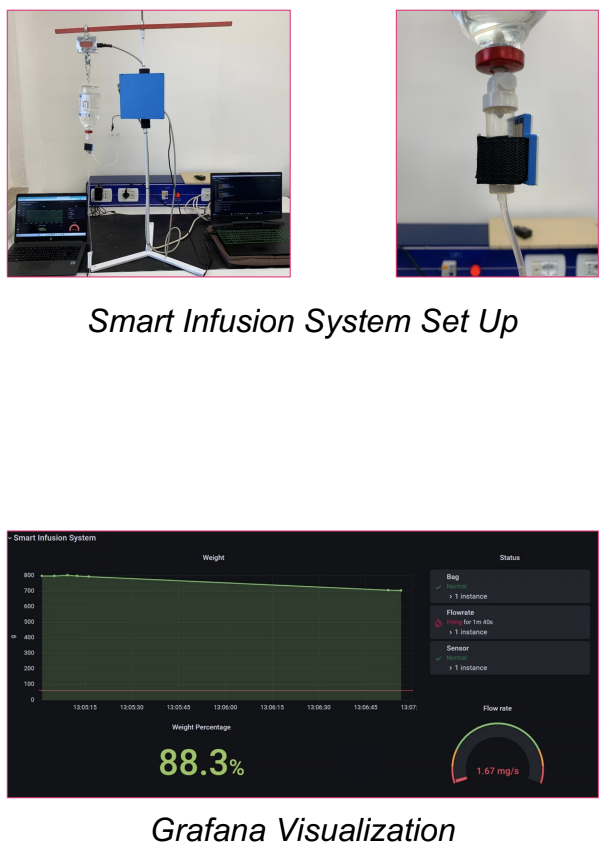 Smart Infusion System Set Up
Smart Infusion System
Weight
Status
800
700
600
500
400
300
200
100
0
g
13:05:15
13:05:30
13:05:45
13:06:00
13:06:15
13:06:30
13:06:45
13:07:
Bag
Normal
> 1 instance
Flowrate
Firing for 1m 40s
> 1 instance
Sensor
Normal
> 1 instance
Weight Percentage
88.3%
Flow rate
1.67 mg/s
Grafana Visualization